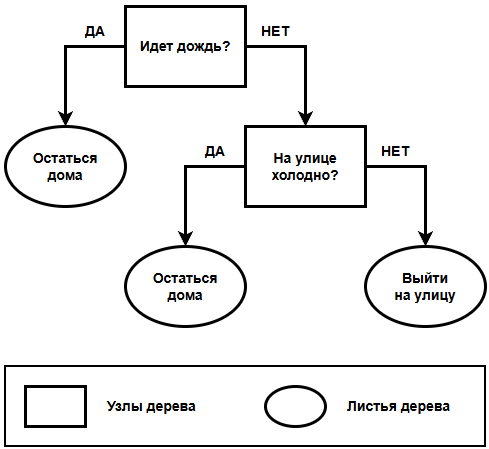 ДА
Идет дождь?
НЕТ
Остаться
дома
ДА
На улице
холодно?
НЕТ
Остаться
дома
Выйти
на улицу
Узлы дерева
Листья дерева